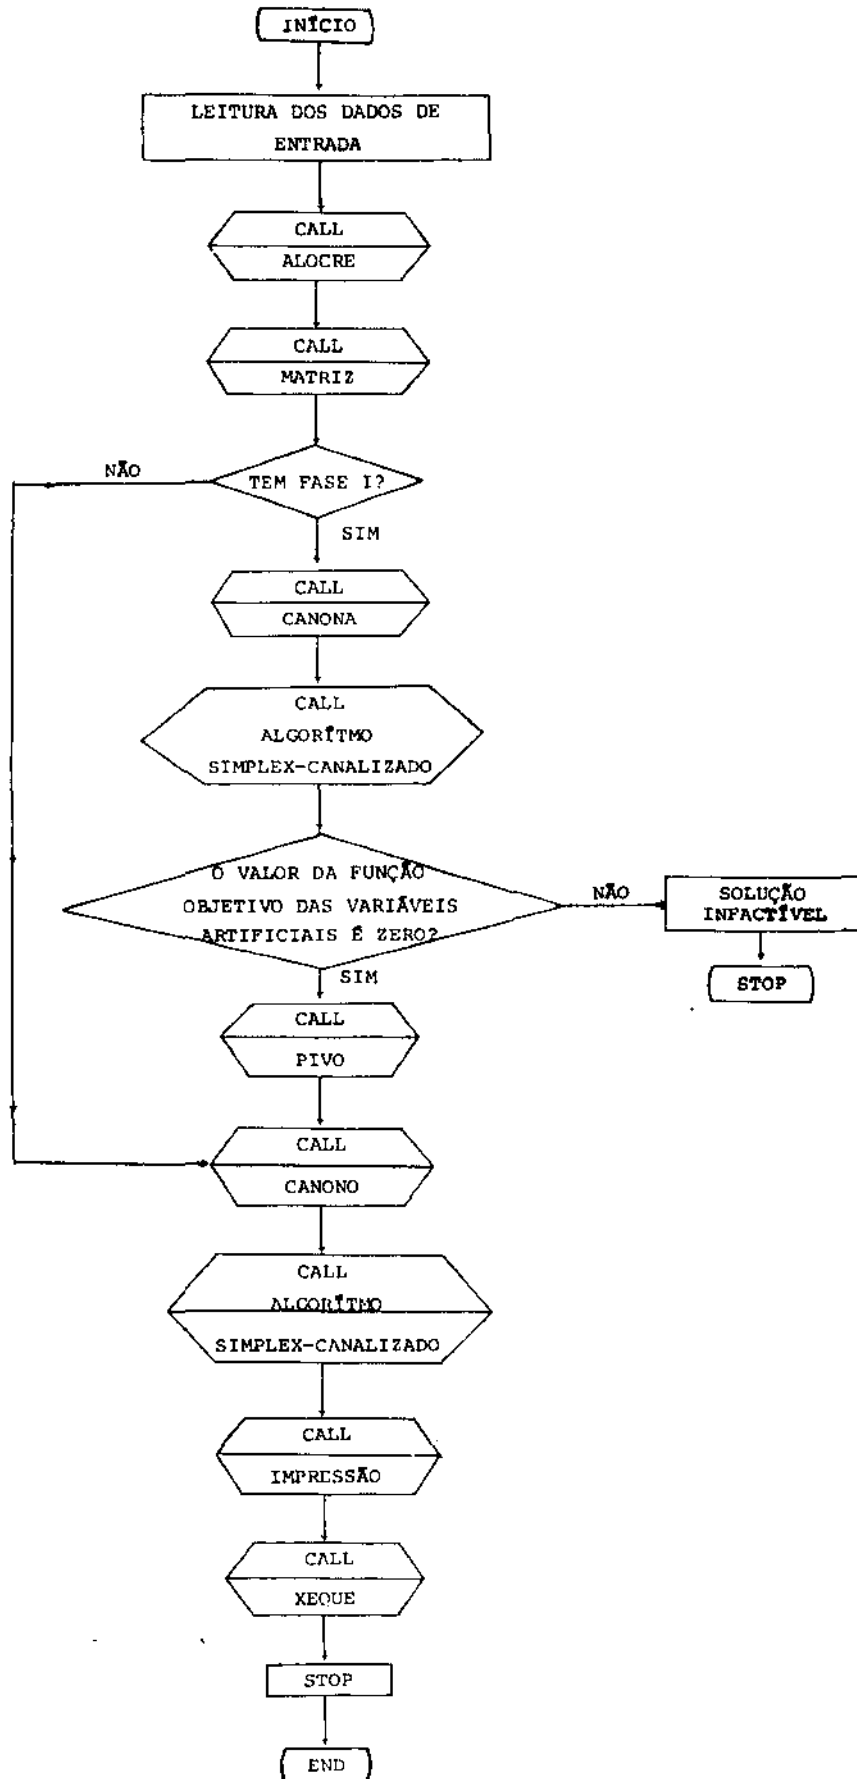 INÍCIO
LEITURA DOS DADOS DE
ENTRADA
CALL
ALOCRE
CALL
MATRIZ
NÃO
TEM FASE I?
SIM
CALL
CANONA
CALL
ALGORÍTMO
SIMPLEX-CANALIZADO
O VALOR DA FUNÇÃO
OBJETIVO DAS VARIÁVEIS
ARTIFICIAIS É ZERO?
NÃO
SOLUÇÃO
INFACTÍVEL
STOP
SIM
CALL
PIVO
CALL
CANONO
CALL
ALGORÍTMO
SIMPLEX-CANALIZADO
CALL
IMPRESSÃO
CALL
XEQUE
STOP
END